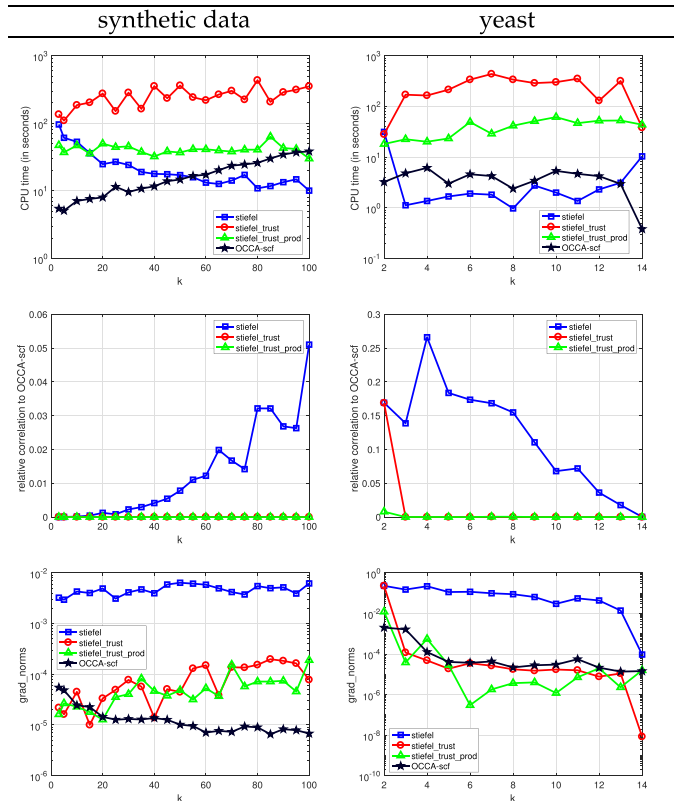 synthetic data
yeast
CPU time (in seconds)
10^3
10^2
10^1
10^0
0 20 40 60 80 100
k
stiefel
stiefel_trust
stiefel_trust_prod
OCCA-scf
CPU time (in seconds)
10^3
10^2
10^1
10^0
10^-1
2 4 6 8 10 12 14
k
stiefel
stiefel_trust
stiefel_trust_prod
OCCA-scf
relative correlation to OCCA-scf
0.06
0.05
0.04
0.03
0.02
0.01
0
0 20 40 60 80 100
k
stiefel
stiefel_trust
stiefel_trust_prod
relative correlation to OCCA-scf
0.3
0.25
0.2
0.15
0.1
0.05
0
2 4 6 8 10 12 14
k
stiefel
stiefel_trust
stiefel_trust_prod
grad_norms
10^-2
10^-3
10^-4
10^-5
10^-6
0 20 40 60 80 100
k
stiefel
stiefel_trust
stiefel_trust_prod
OCCA-scf
grad_norms
10^0
10^-2
10^-4
10^-6
10^-8
10^-10
2 4 6 8 10 12 14
k
stiefel
stiefel_trust
stiefel_trust_prod
OCCA-scf